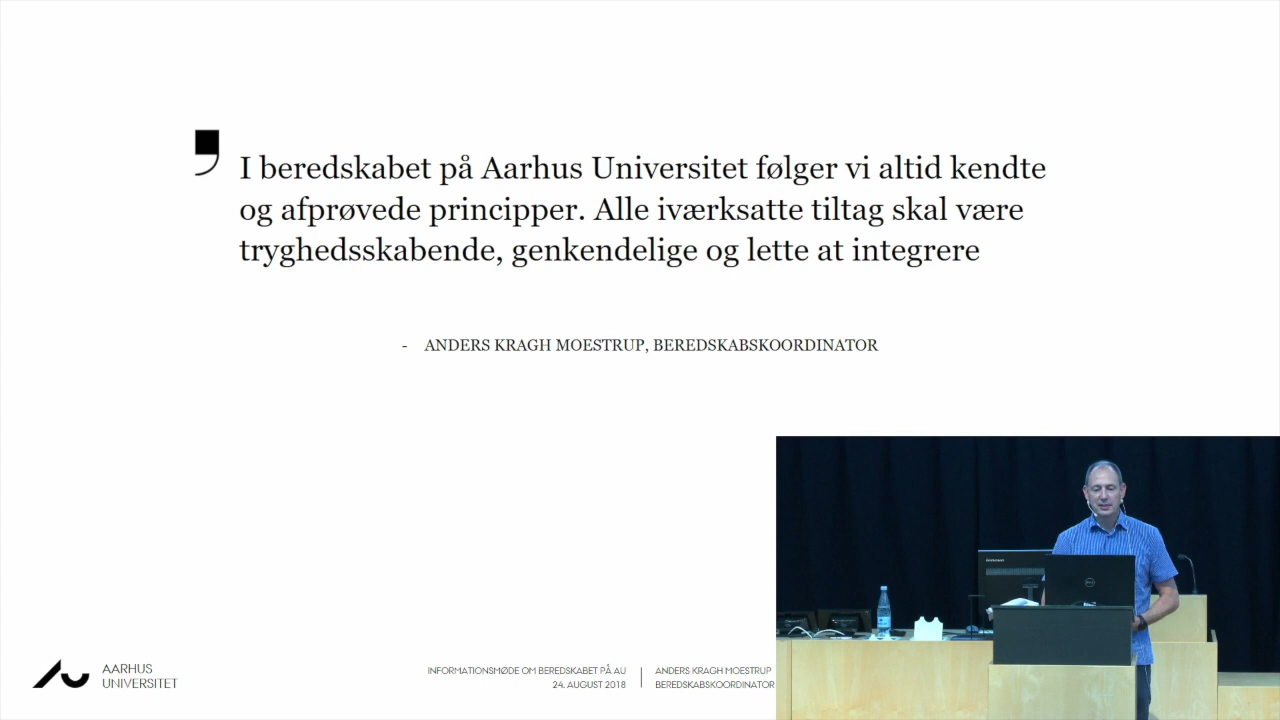 I beredskabet på Aarhus Universitet følger vi altid kendte
og afprøvede principper. Alle iværksatte tiltag skal være
tryghedsskabende, genkendelige og lette at integrere
- ANDERS KRAGH MOESTRUP, BEREDSKABSKOORDINATOR
AARHUS
UNIVERSITET
INFORMATIONSMØDE OM BEREDSKABET PÅ AU
24. AUGUST 2018
ANDERS KRAGH MOESTRUP
BEREDSKABSKOORDINATOR
lenovo
DELL